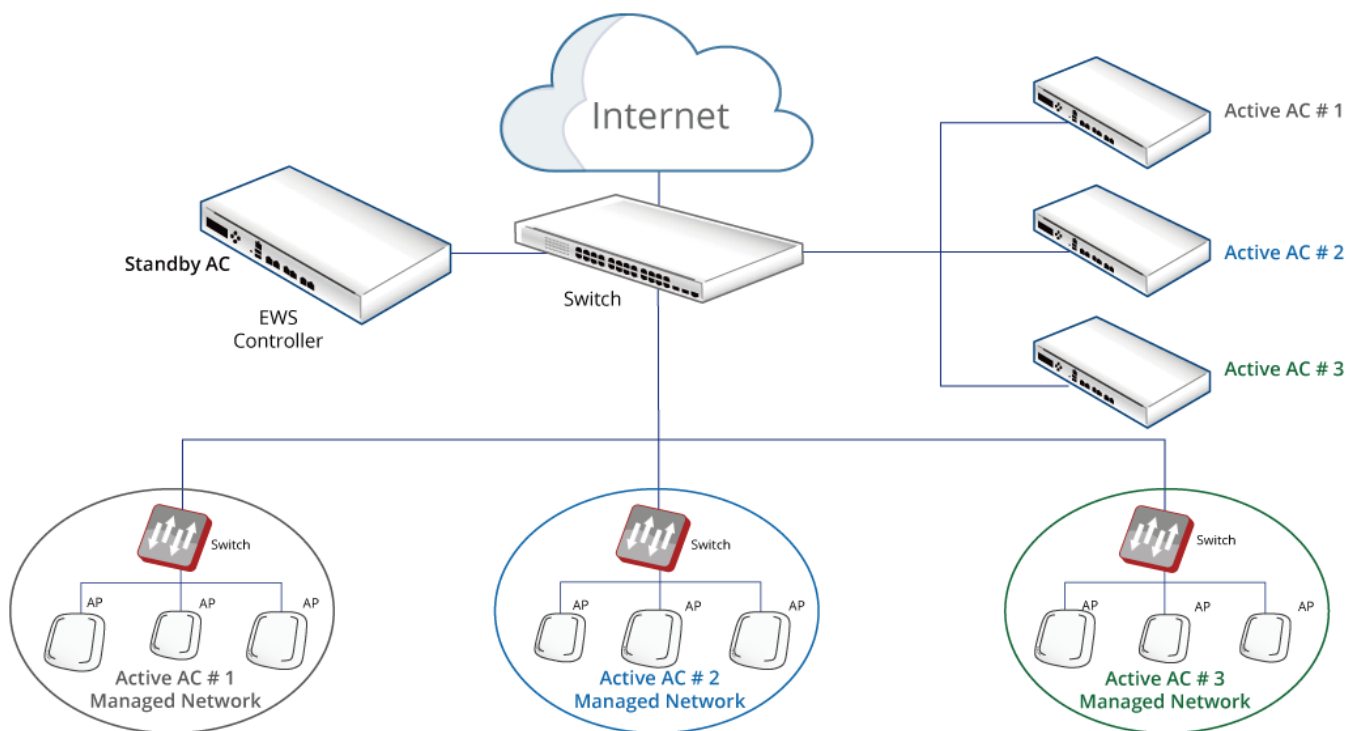 Internet
Active AC # 1
Standby AC
EWS
Controller
Switch
Active AC # 2
Active AC # 3
Switch
AP
AP
AP
Active AC # 1
Managed Network
Switch
AP
AP
AP
Active AC # 2
Managed Network
Switch
AP
AP
AP
Active AC # 3
Managed Network